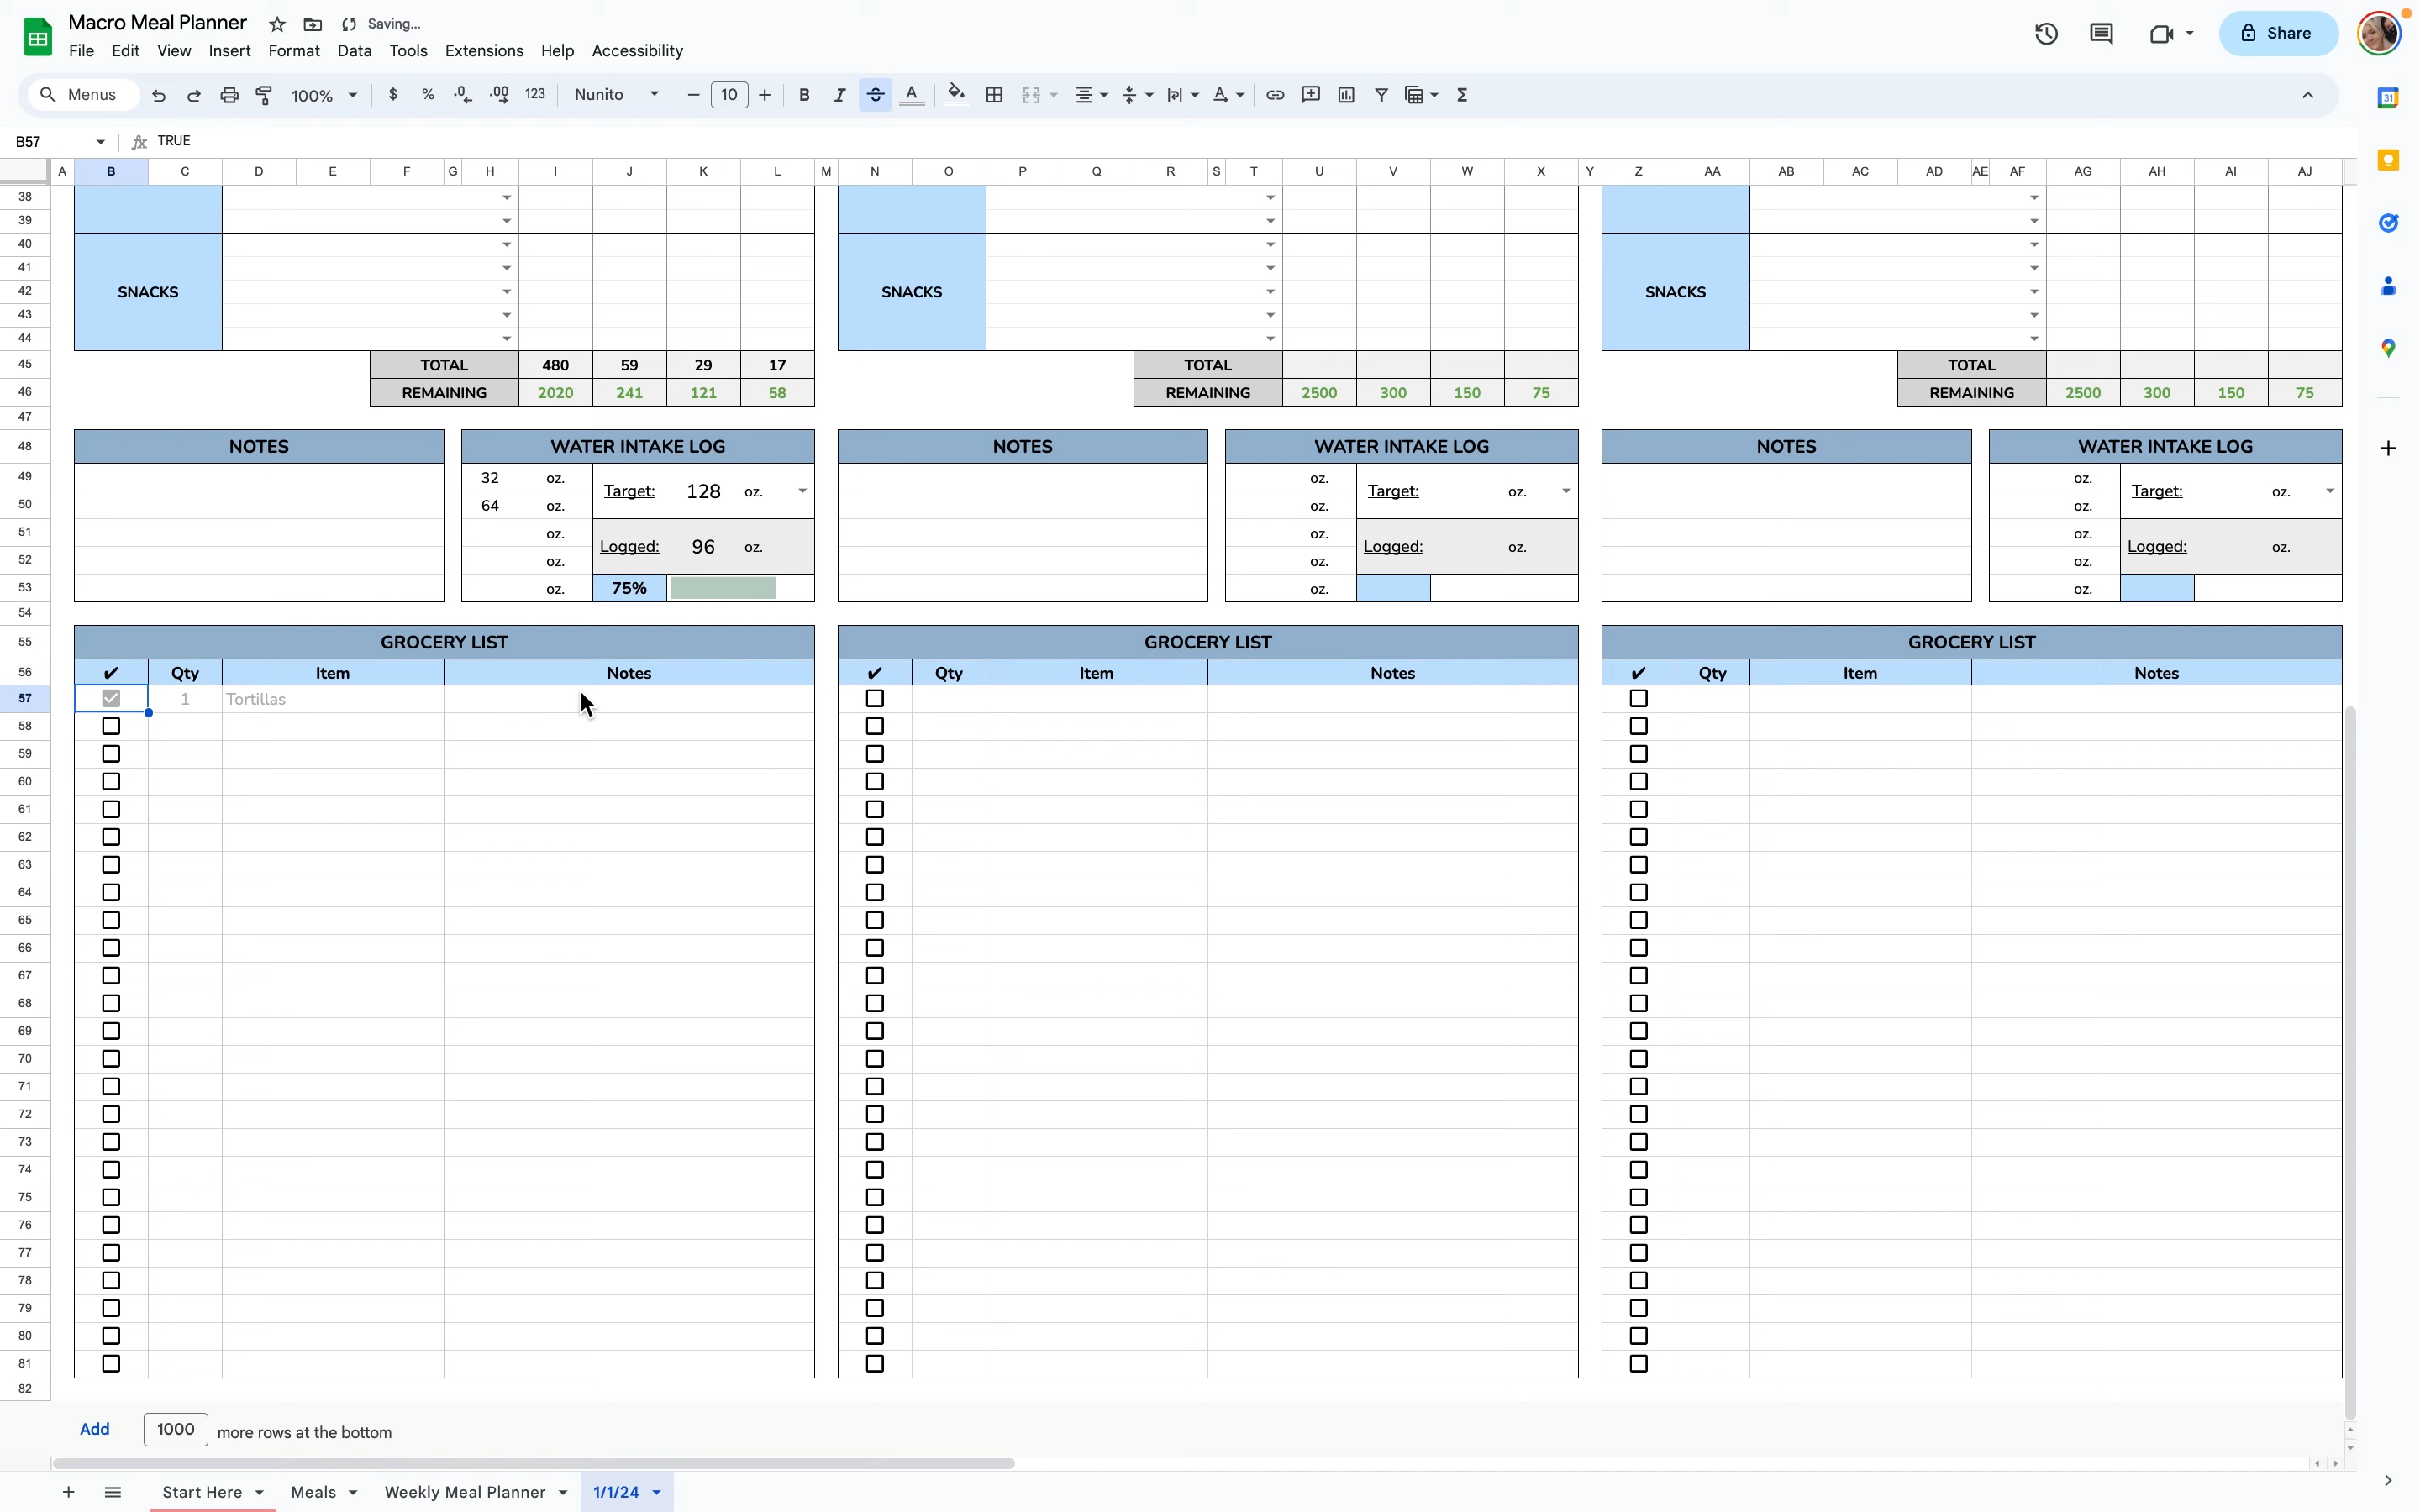 Macro Meal Planner Saving...
File Edit View Insert Format Data Tools Extensions Help Accessibility
Share
Menus 100% $ % .0 .00 123 Nunito 10 B I A
31
B57 fx TRUE
A B C D E F G H I J K L M N O P Q R S T U V W X Y Z AA AB AC AD AE AF AG AH AI AJ
38
39
40
41
42 SNACKS SNACKS SNACKS
43
44
45 TOTAL 480 59 29 17 TOTAL TOTAL
46 REMAINING 2020 241 121 58 REMAINING 2500 300 150 75 REMAINING 2500 300 150 75
47
48 NOTES WATER INTAKE LOG NOTES WATER INTAKE LOG NOTES WATER INTAKE LOG
49 32 oz. oz. oz.
Target: 128 oz. Target: oz. Target: oz.
50 64 oz. oz. oz.
51 oz. oz. oz.
Logged: 96 oz. Logged: oz. Logged: oz.
52 oz. oz. oz.
53 oz. 75% oz. oz.
54
55 GROCERY LIST GROCERY LIST GROCERY LIST
56 ✔ Qty Item Notes ✔ Qty Item Notes ✔ Qty Item Notes
57 1 Tortillas
58
59
60
61
62
63
64
65
66
67
68
69
70
71
72
73
74
75
76
77
78
79
80
81
82
Add 1000 more rows at the bottom
Start Here Meals Weekly Meal Planner 1/1/24